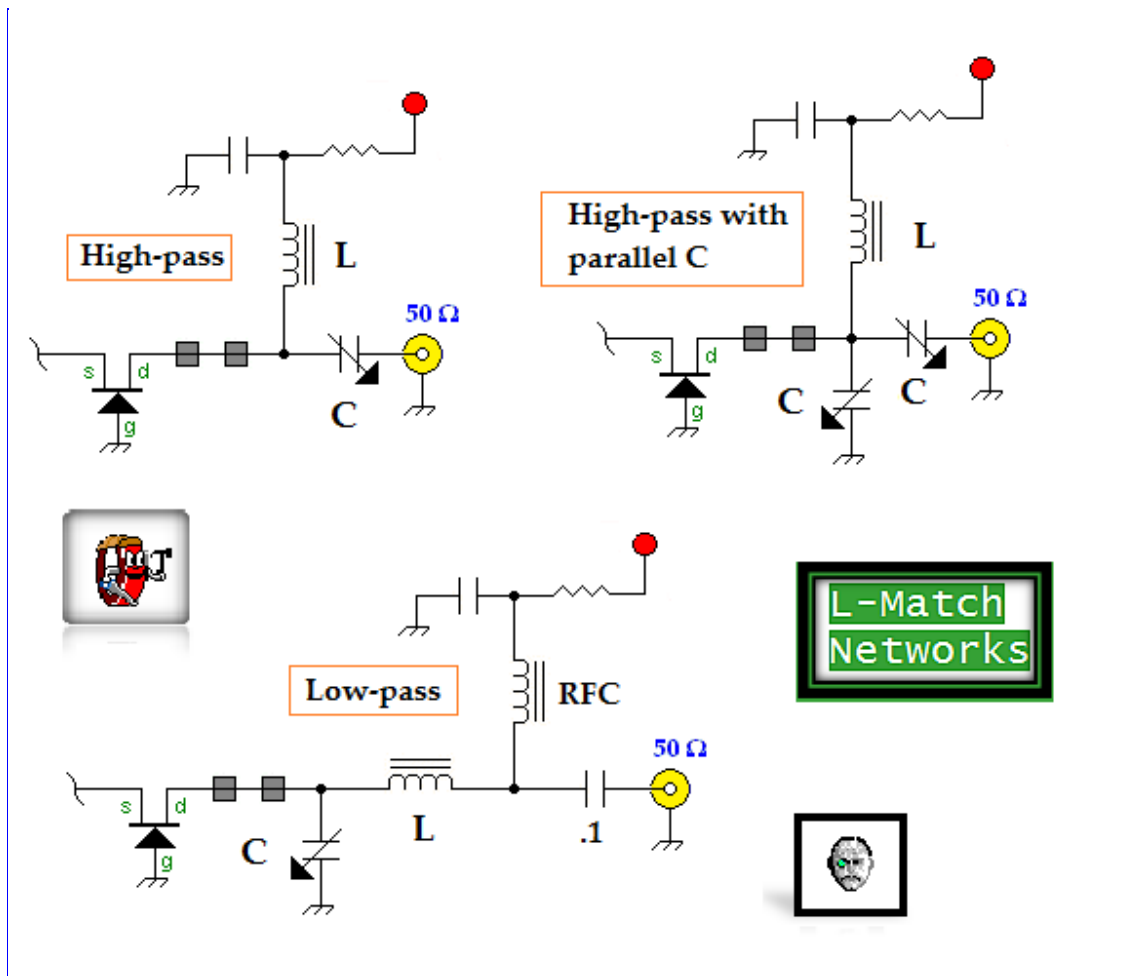 High-pass
L
50 Ω
s
d
g
C
High-pass with
parallel C
L
50 Ω
s
d
g
C
C
L-Match
Networks
Low-pass
RFC
50 Ω
s
d
g
C
L
.1